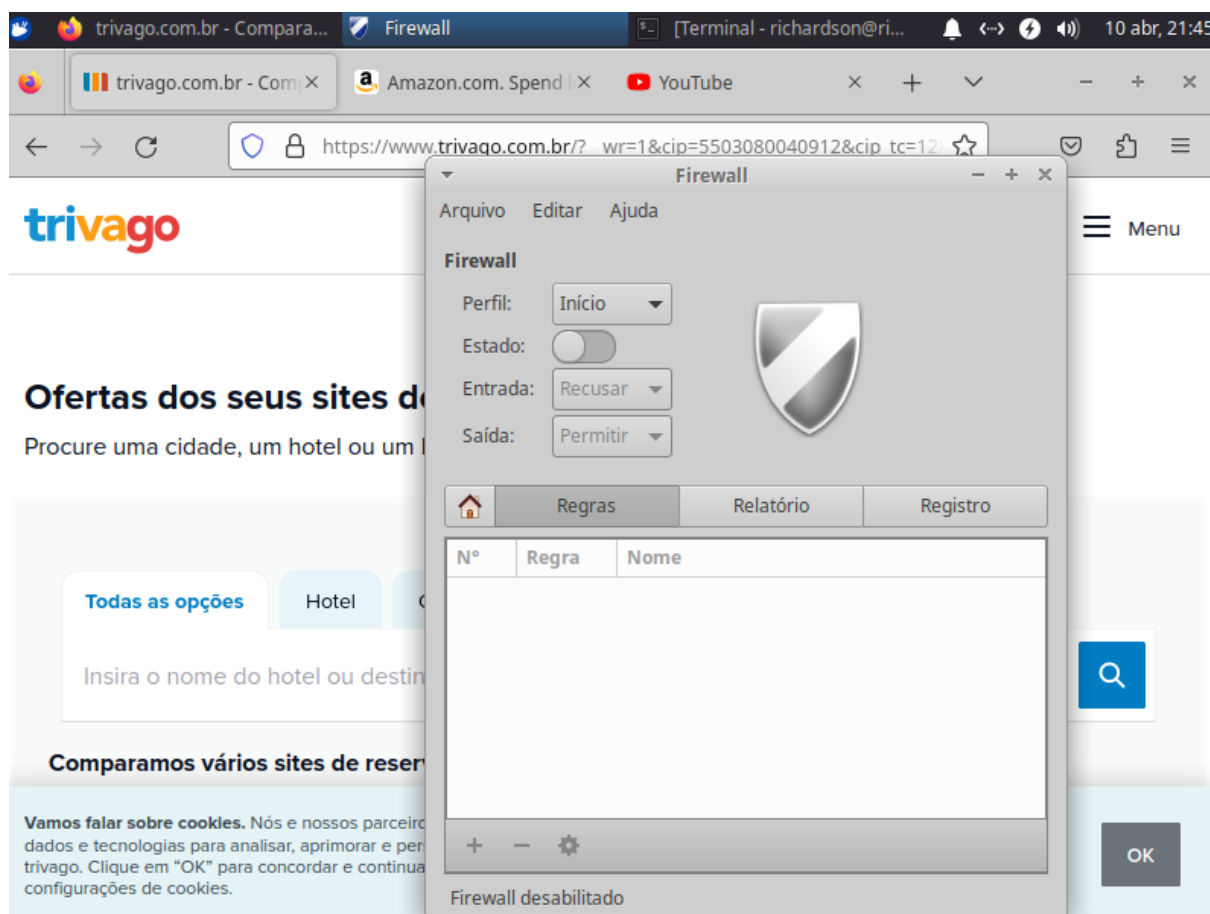 trivago.com.br - Compara...
Firewall
[Terminal - richardson@ri...
10 abr, 21:45
trivago.com.br - Com
Amazon.com. Spend
YouTube
https://www.trivago.com.br/?_wr=1&cip=5503080040912&cip_tc=12
Firewall
Arquivo Editar Ajuda
trivago
Menu
Firewall
Perfil: Início
Estado:
Entrada: Recusar
Saída: Permitir
Ofertas dos seus sites d
Procure uma cidade, um hotel ou um
Regras Relatório Registro
N° Regra Nome
Todas as opções
Hotel
Insira o nome do hotel ou destin
Comparamos vários sites de reser
Vamos falar sobre cookies. Nós e nossos parceiro
dados e tecnologias para analisar, aprimorar e per
trivago. Clique em “OK” para concordar e continua
configurações de cookies.
OK
Firewall desabilitado